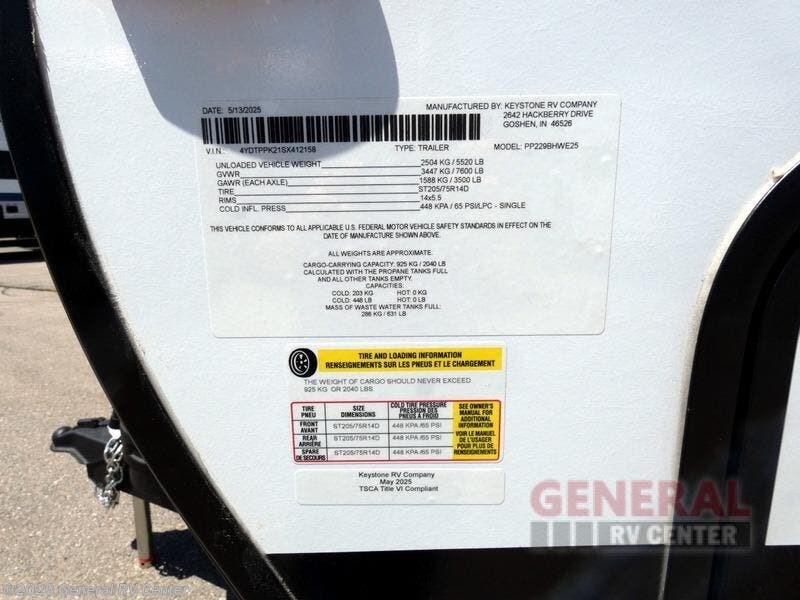 DATE: 5/13/2025
MANUFACTURED BY: KEYSTONE RV COMPANY
2642 HACKBERRY DRIVE
GOSHEN, IN 46526
V.I.N. 4YDTPPK21SX412158 TYPE: TRAILER MODEL: PP229BHWE25
UNLOADED VEHICLE WEIGHT 2504 KG / 5520 LB
GVWR 3447 KG / 7600 LB
GAWR (EACH AXLE) 1588 KG / 3500 LB
TIRE ST205/75R14D
RIMS 14x5.5
COLD INFL. PRESS 448 KPA / 65 PSI/LPC - SINGLE
THIS VEHICLE CONFORMS TO ALL APPLICABLE U.S. FEDERAL MOTOR VEHICLE SAFETY STANDARDS IN EFFECT ON THE
DATE OF MANUFACTURE SHOWN ABOVE.
ALL WEIGHTS ARE APPROXIMATE.
CARGO-CARRYING CAPACITY: 925 KG / 2040 LB
CALCULATED WITH THE PROPANE TANKS FULL
AND ALL OTHER TANKS EMPTY.
CAPACITIES:
COLD: 203 KG HOT: 0 KG
COLD: 448 LB HOT: 0 LB
MASS OF WASTE WATER TANKS FULL:
286 KG / 631 LB
TIRE AND LOADING INFORMATION
RENSEIGNEMENTS SUR LES PNEUS ET LE CHARGEMENT
THE WEIGHT OF CARGO SHOULD NEVER EXCEED
925 KG OR 2040 LBS.
TIRE
PNEU
SIZE
DIMENSIONS
COLD TIRE PRESSURE
PRESSION DES
PNEUS A FROID
FRONT
AVANT
ST205/75R14D
448 KPA /65 PSI
REAR
ARRIÈRE
ST205/75R14D
448 KPA /65 PSI
SPARE
DE SECOURS
ST205/75R14D
448 KPA /65 PSI
SEE OWNER'S
MANUAL FOR
ADDITIONAL
INFORMATION
VOIR LE MANUEL
DE L'USAGER
POUR PLUS DE
RENSEIGNEMENTS
Keystone RV Company
May 2025
TSCA Title VI Compliant
GENERAL
RV CENTER
©2026 General RV Center